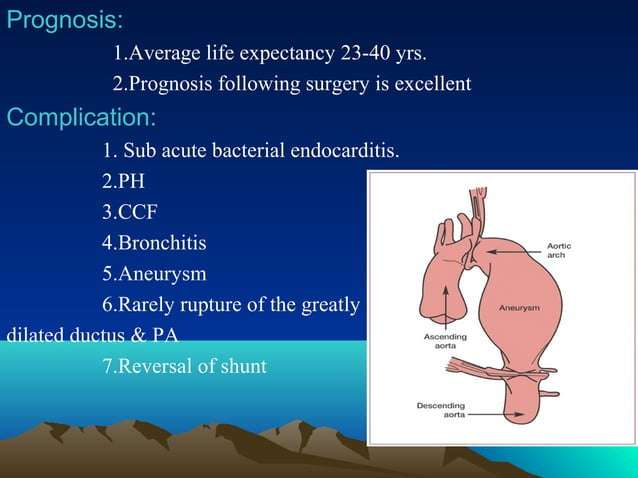 Prognosis:
1.Average life expectancy 23-40 yrs.
2.Prognosis following surgery is excellent
Complication:
1. Sub acute bacterial endocarditis.
2.PH
3.CCF
4.Bronchitis
5.Aneurysm
6.Rarely rupture of the greatly
dilated ductus & PA
7.Reversal of shunt
Aortic
arch
Aneurysm
Ascending
aorta
Descending
aorta